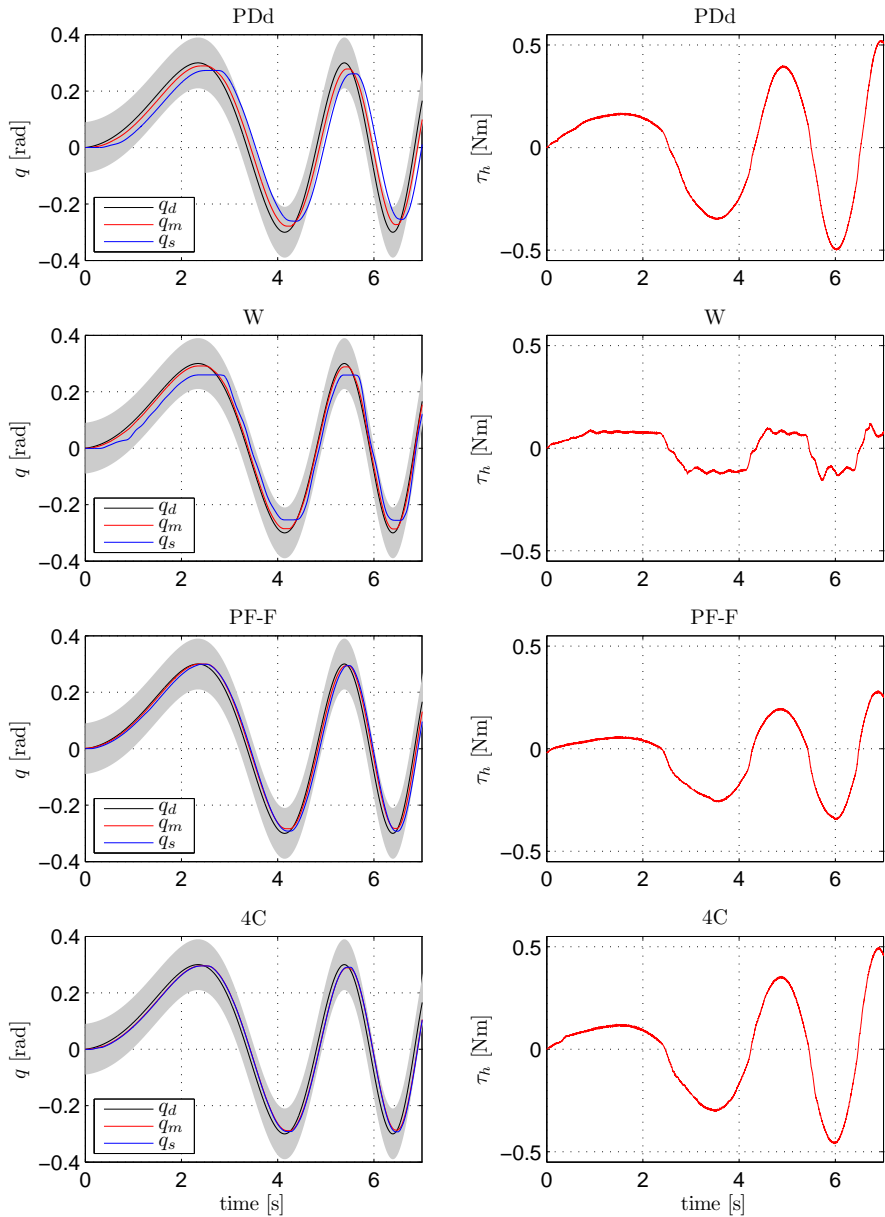 PDd
0.4
0.2
0
−0.2
−0.4
q [rad]
q_d
q_m
q_s
0 2 4 6
PDd
0.5
0
−0.5
τ_h [Nm]
0 2 4 6
W
0.4
0.2
0
−0.2
−0.4
q [rad]
q_d
q_m
q_s
0 2 4 6
W
0.5
0
−0.5
τ_h [Nm]
0 2 4 6
PF-F
0.4
0.2
0
−0.2
−0.4
q [rad]
q_d
q_m
q_s
0 2 4 6
PF-F
0.5
0
−0.5
τ_h [Nm]
0 2 4 6
4C
0.4
0.2
0
−0.2
−0.4
q [rad]
q_d
q_m
q_s
0 2 4 6
time [s]
4C
0.5
0
−0.5
τ_h [Nm]
0 2 4 6
time [s]